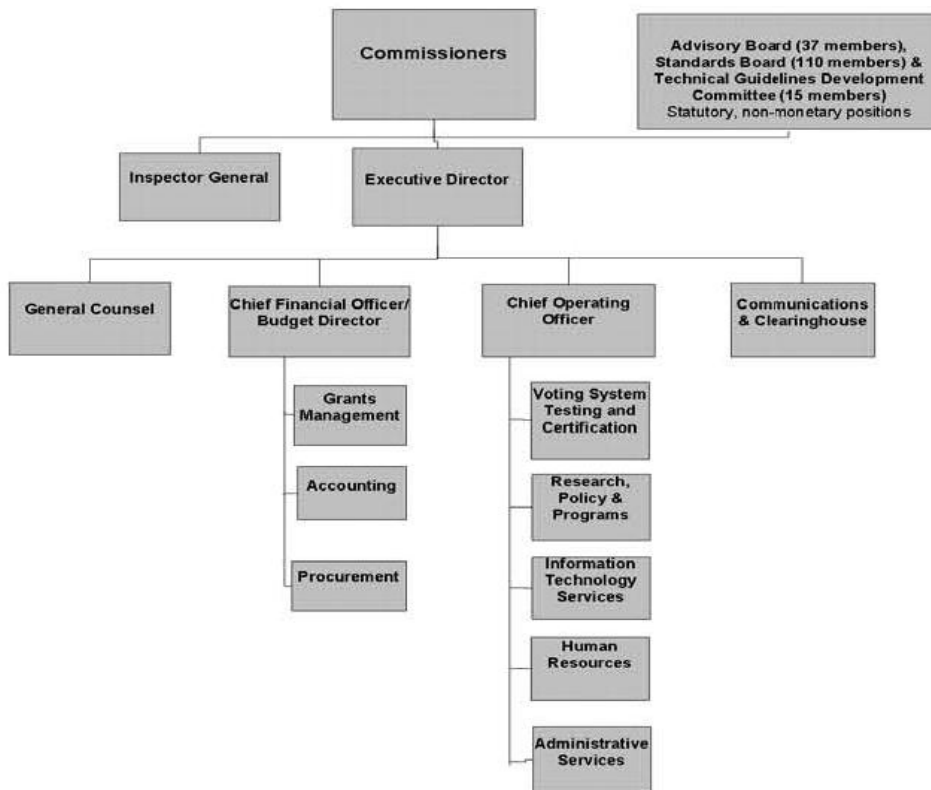 Commissioners
Advisory Board (37 members),
Standards Board (110 members) &
Technical Guidelines Development
Committee (15 members)
Statutory, non-monetary positions
Inspector General
Executive Director
General Counsel
Chief Financial Officer/
Budget Director
Chief Operating
Officer
Communications
& Clearinghouse
Grants
Management
Accounting
Procurement
Voting System
Testing and
Certification
Research,
Policy &
Programs
Information
Technology
Services
Human
Resources
Administrative
Services